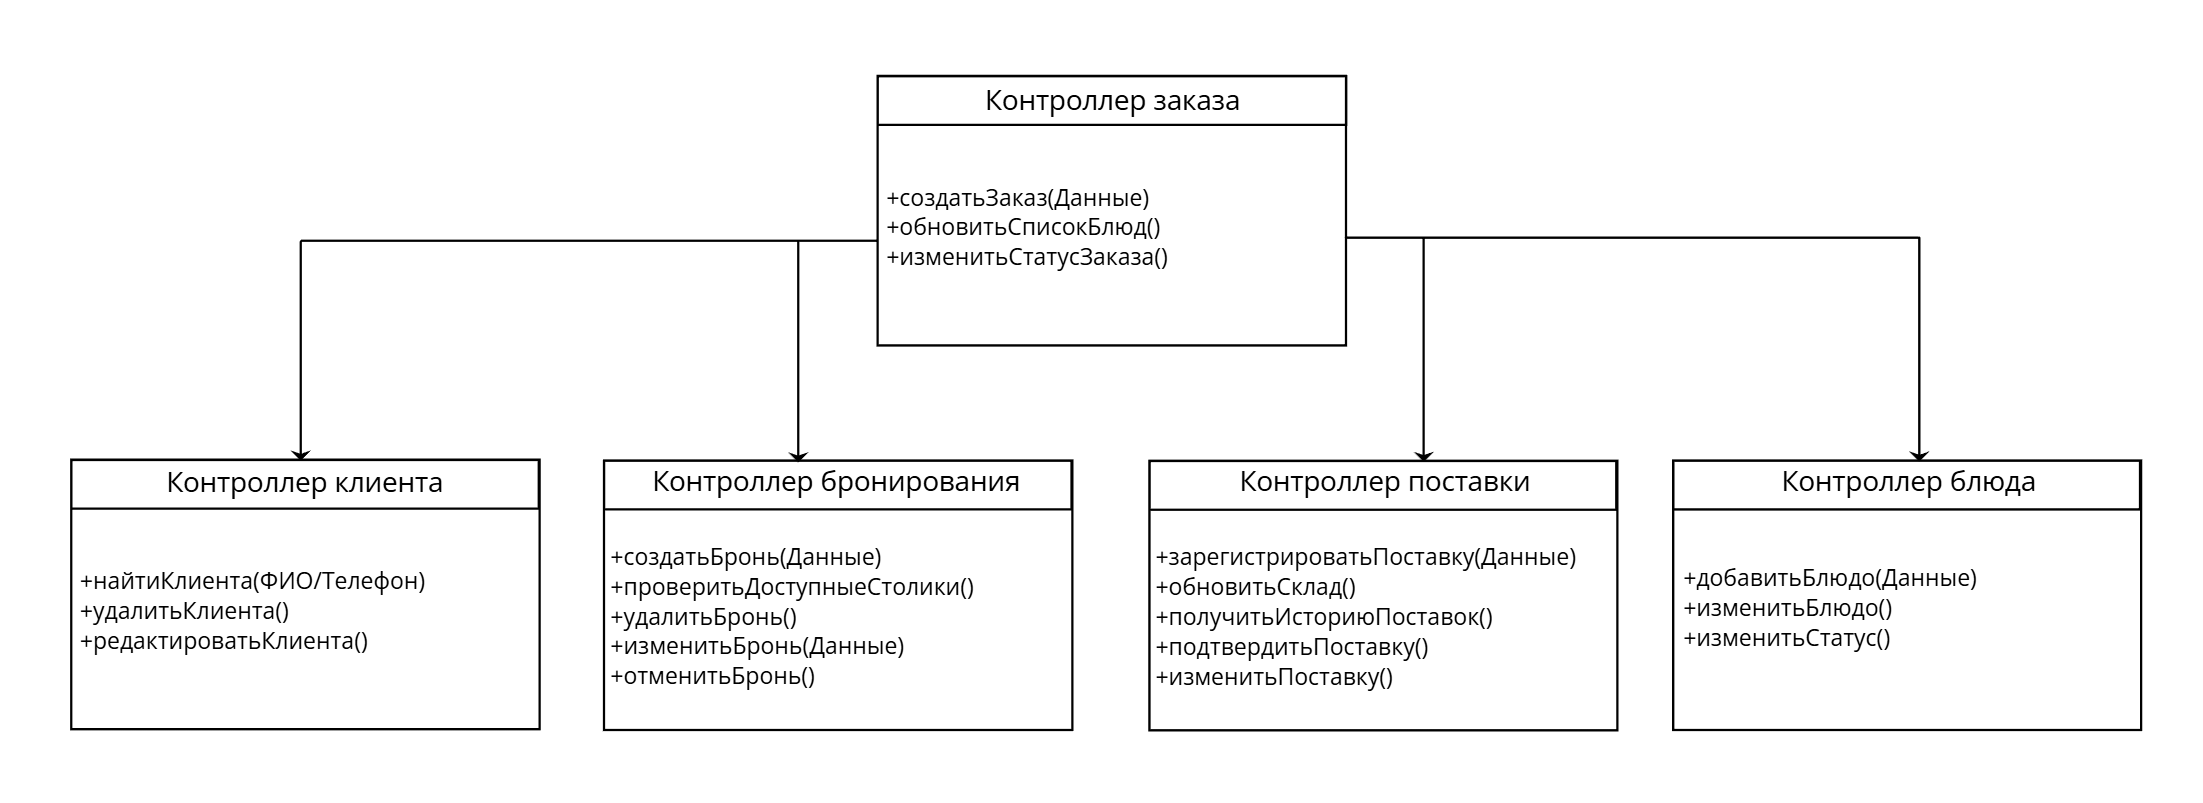 Контроллер заказа
+создатьЗаказ(Данные)
+обновитьСписокБлюд()
+изменитьСтатусЗаказа()
Контроллер клиента
+найтиКлиента(ФИО/Телефон)
+удалитьКлиента()
+редактироватьКлиента()
Контроллер бронирования
+создатьБронь(Данные)
+проверитьДоступныеСтолики()
+удалитьБронь()
+изменитьБронь(Данные)
+отменитьБронь()
Контроллер поставки
+зарегистрироватьПоставку(Данные)
+обновитьСклад()
+получитьИсториюПоставок()
+подтвердитьПоставку()
+изменитьПоставку()
Контроллер блюда
+добавитьБлюдо(Данные)
+изменитьБлюдо()
+изменитьСтатус()